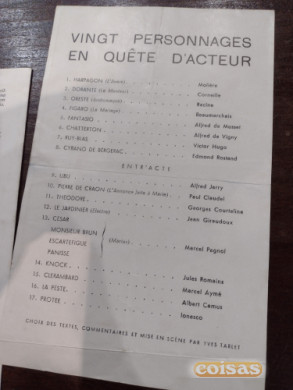 VINGT PERSONNAGES
EN QUÊTE D'ACTEUR
1. HARPAGON (L'Avare) Molière
2. DORANTE (Le Menteur) Corneille
3. ORESTE (Andromaque) Racine
4. FIGARO (Le Mariage) Beaumarchais
5. FANTASIO Alfred de Musset
6. CHATTERTON Alfred de Vigny
7. RUY-BLAS Victor Hugo
8. CYRANO DE BERGERAC Edmond Rostand
ENTR'ACTE
9. UBU Alfred Jarry
10. PIERRE DE CRAON (L'Annonce faite à Marie) Paul Claudel
11. THEODORE Georges Courteline
12. LE JARDINIER (Electre) Jean Giraudoux
13. CESAR
MONSIEUR BRUN
ESCARTEFIGUE
PANISSE
Marcel Pagnol
14. KNOCK Jules Romains
15. CLERAMBARD Marcel Aymé
16. LA PESTE Albert Camus
17. PROTEE Ionesco
CHOIX DES TEXTES, COMMENTAIRES ET MISE EN SCÈNE PAR YVES TARLET
coisas